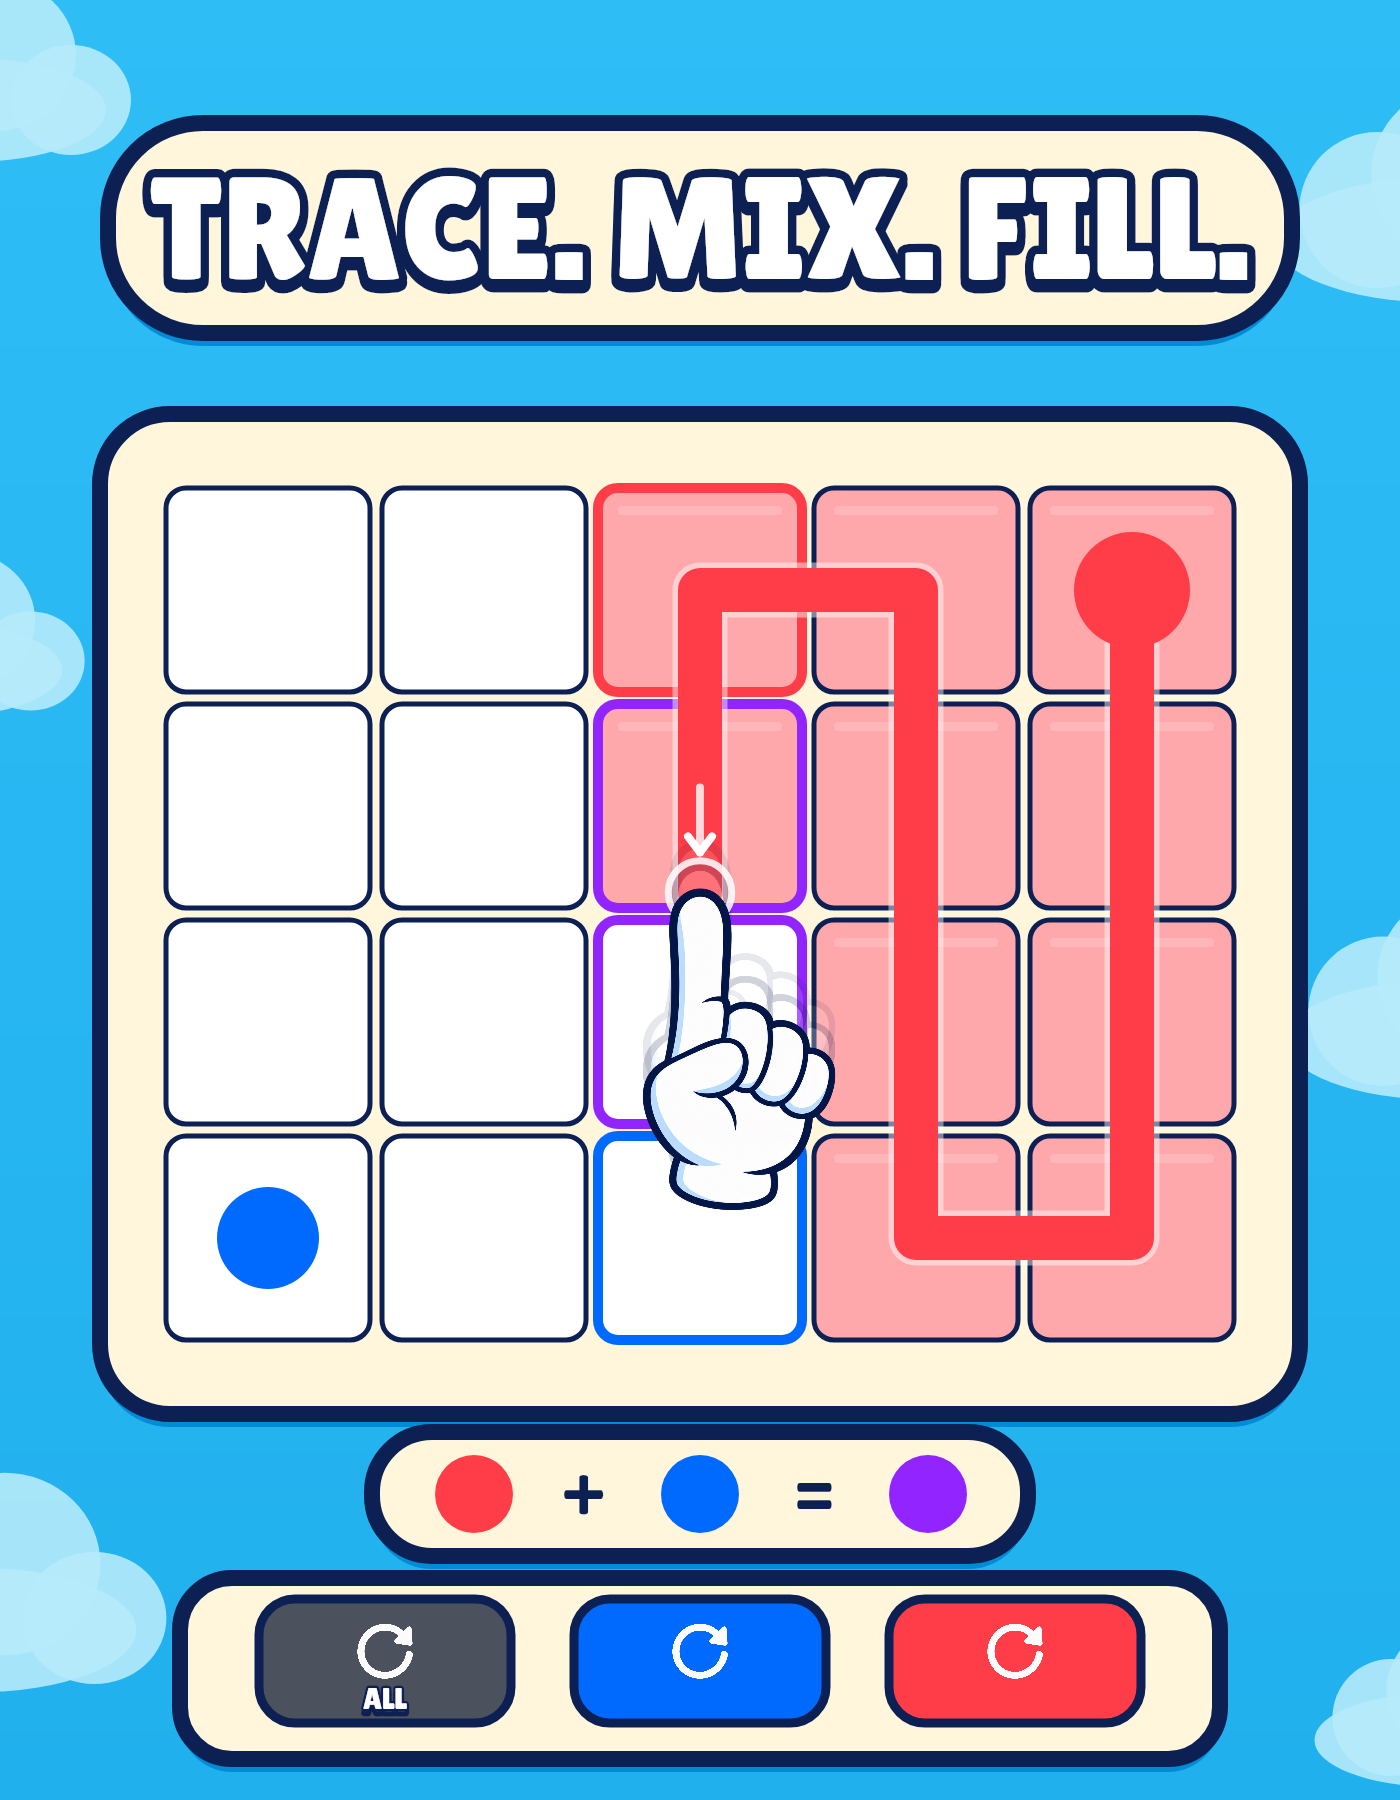 TRACE. MIX. FILL.
+ =
ALL